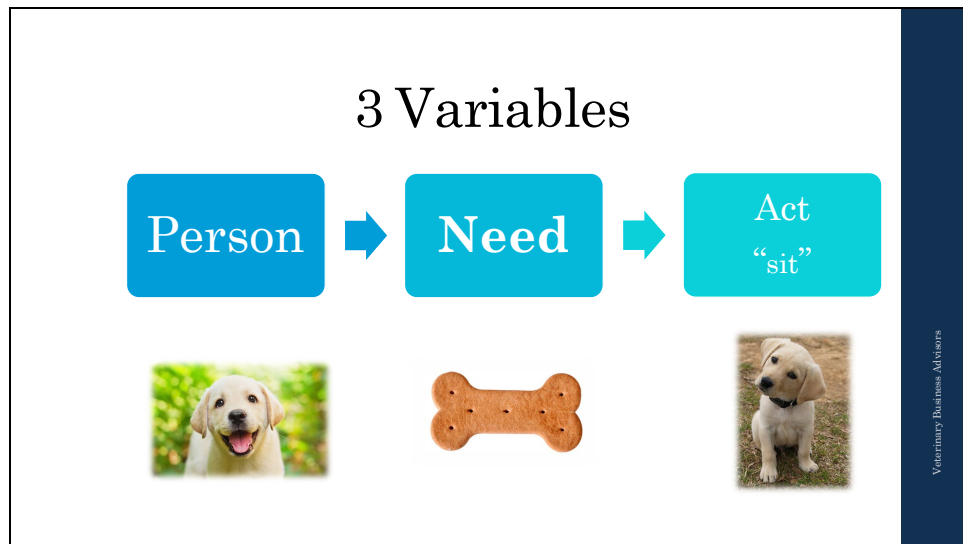 3 Variables
Person
Need
Act
“sit”
Veterinary Business Advisors